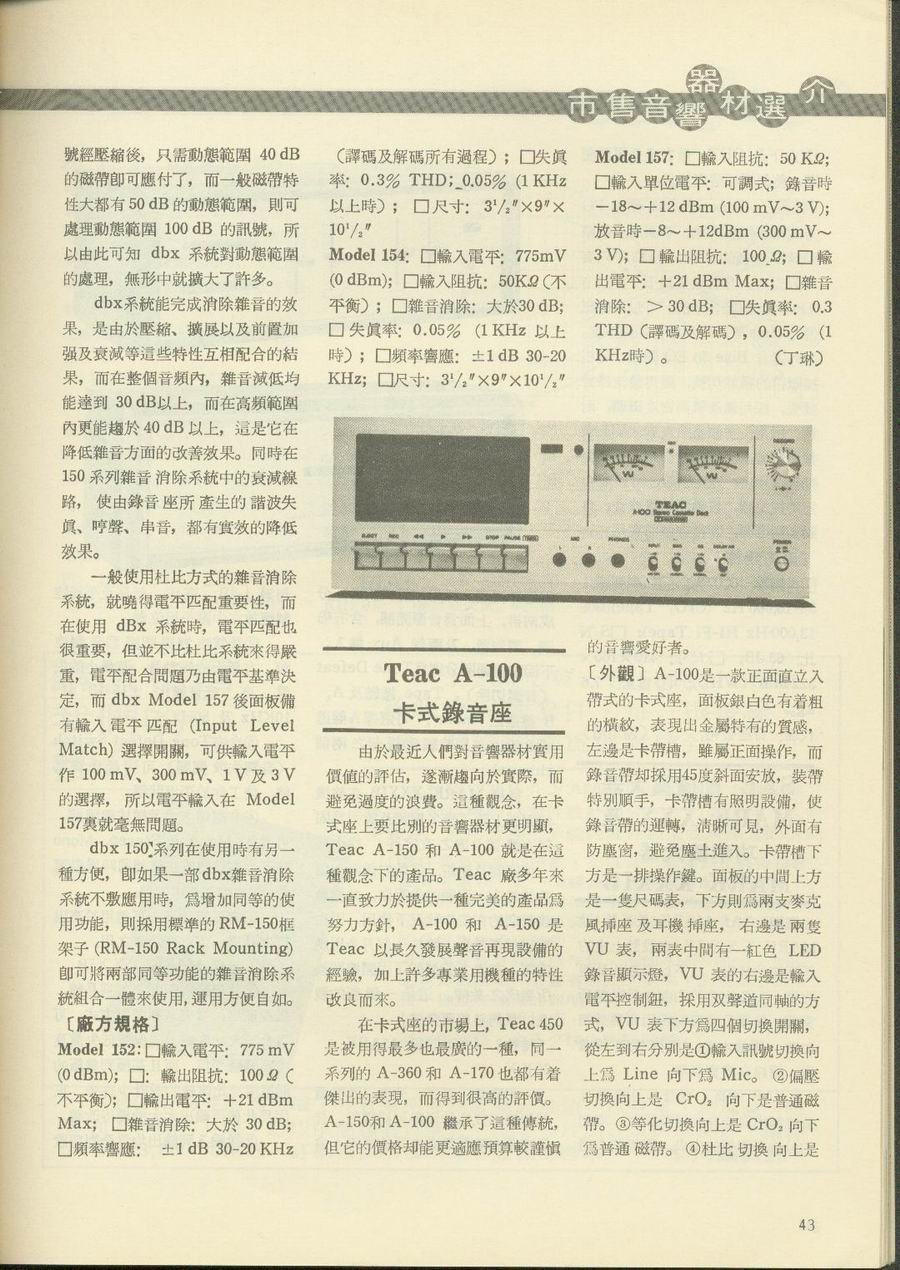 市售音響器材選介
號經壓縮後，只需動態範圍 40 dB
的磁帶卽可應付了，而一般磁帶特
性大都有 50 dB 的動態範圍，則可
處理動態範圍 100 dB 的訊號，所
以由此可知 dbx 系統對動態範圍
的處理，無形中就擴大了許多。
dbx系統能完成消除雜音的效
果，是由於壓縮、擴展以及前置加
强及衰減等這些特性互相配合的結
果，而在整個音頻內，雜音減低均
能達到 30 dB以上，而在高頻範圍
內更能趨於 40 dB 以上，這是它在
降低雜音方面的改善效果。同時在
150 系列雜音消除系統中的衰減線
路，使由錄音座所產生的諧波失
眞、哼聲、串音，都有實效的降低
效果。
一般使用杜比方式的雜音消除
系統，就曉得電平匹配重要性，而
在使用 dBx 系統時，電平匹配也
很重要，但並不比杜比系統來得嚴
重，電平配合問題乃由電平基準決
定，而 dbx Model 157 後面板備
有輸入電平匹配 (Input Level
Match) 選擇開關，可供輸入電平
作 100 mV、300 mV、1 V 及 3 V
的選擇，所以電平輸入在 Model
157裏就毫無問題。
dbx 150系列在使用時有另一
種方便，卽如果一部dbx雜音消除
系統不敷應用時，爲增加同等的使
用功能，則採用標準的 RM-150框
架子 (RM-150 Rack Mounting)
卽可將兩部同等功能的雜音消除系
統組合一體來使用,運用方便自如。
〔廠方規格〕
Model 152：□輸入電平：775 mV
(0 dBm)；□：輸出阻抗：100Ω (
不平衡)；□輸出電平：+21 dBm
Max；□雜音消除：大於 30 dB;
□頻率響應：±1 dB 30-20 KHz
（譯碼及解碼所有過程）；□失眞
率：0.3% THD；0.05% (1 KHz
以上時)；□尺寸：3¹/₂″×9″×
10¹/₂″
Model 154：□輸入電平：775mV
(0 dBm)；□輸入阻抗：50KΩ (不
平衡)；□雜音消除：大於30 dB;
□失眞率：0.05% (1 KHz 以上
時)；□頻率響應：±1 dB 30-20
KHz；□尺寸：3¹/₂″×9″×10¹/₂″
Model 157：□輸入阻抗：50 KΩ;
□輸入單位電平：可調式；錄音時
－18～+12 dBm (100 mV～3 V);
放音時－8～+12dBm (300 mV～
3 V)；□輸出阻抗：100 Ω；□輸
出電平：+21 dBm Max；□雜音
消除：＞30 dB；□失眞率：0.3
THD（譯碼及解碼），0.05% (1
KHz時)。 （丁琳）
EJECT REC ◀◀ ▶ ▶▶ STOP PAUSE
TEAC
A-100 Stereo Cassette Deck
VU VU
MIC PHONES
POWER
Teac A-100
卡式錄音座
由於最近人們對音響器材實用
價值的評估，遂漸趨向於實際，而
避免過度的浪費。這種觀念，在卡
式座上要比別的音響器材更明顯，
Teac A-150 和 A-100 就是在這
種觀念下的產品。Teac 廠多年來
一直致力於提供一種完美的產品爲
努力方針，A-100 和 A-150 是
Teac 以長久發展聲音再現設備的
經驗，加上許多專業用機種的特性
改良而來。
在卡式座的市場上，Teac 450
是被用得最多也最廣的一種，同一
系列的 A-360 和 A-170 也都有着
傑出的表現，而得到很高的評價。
A-150和 A-100 繼承了這種傳統，
但它的價格却能更適應預算較謹愼
的音響愛好者。
〔外觀〕A-100是一款正面直立入
帶式的卡式座，面板銀白色有着粗
的橫紋，表現出金屬特有的質感，
左邊是卡帶槽，雖屬正面操作，而
錄音帶却採用45度斜面安放，裝帶
特別順手，卡帶槽有照明設備，使
錄音帶的運轉，淸晰可見，外面有
防塵窗，避免塵土進入。卡帶槽下
方是一排操作鍵。面板的中間上方
是一隻尺碼表，下方則爲兩支麥克
風揷座及耳機揷座，右邊是兩隻
VU 表，兩表中間有一紅色 LED
錄音顯示燈，VU 表的右邊是輸入
電平控制鈕，採用双聲道同軸的方
式，VU 表下方爲四個切換開關，
從左到右分別是①輸入訊號切換向
上爲 Line 向下爲 Mic。②偏壓
切換向上是 CrO₂ 向下是普通磁
帶。③等化切換向上是 CrO₂ 向下
爲普通磁帶。④杜比切換向上是
43